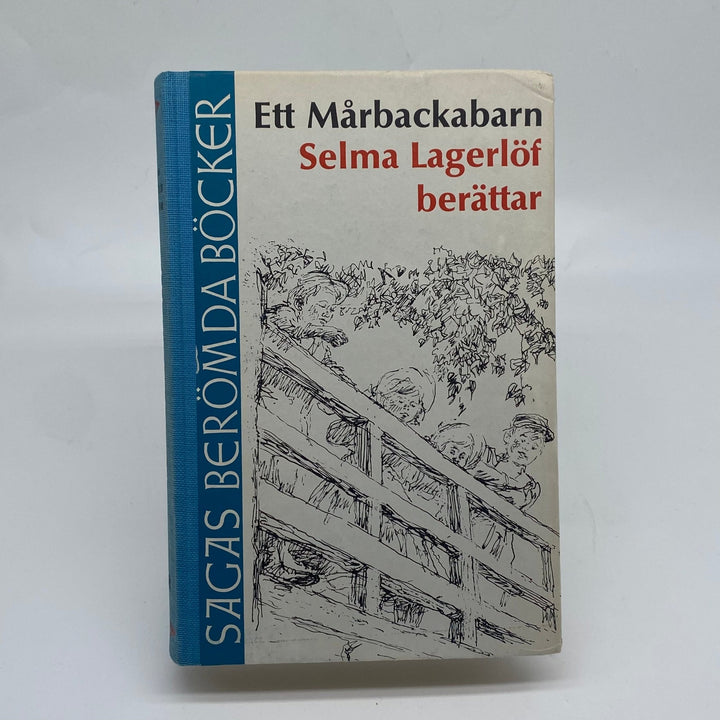 Ett Mårbackabarn
Selma Lagerlöf
berättar
SAGAS BERÖMDA BÖCKER